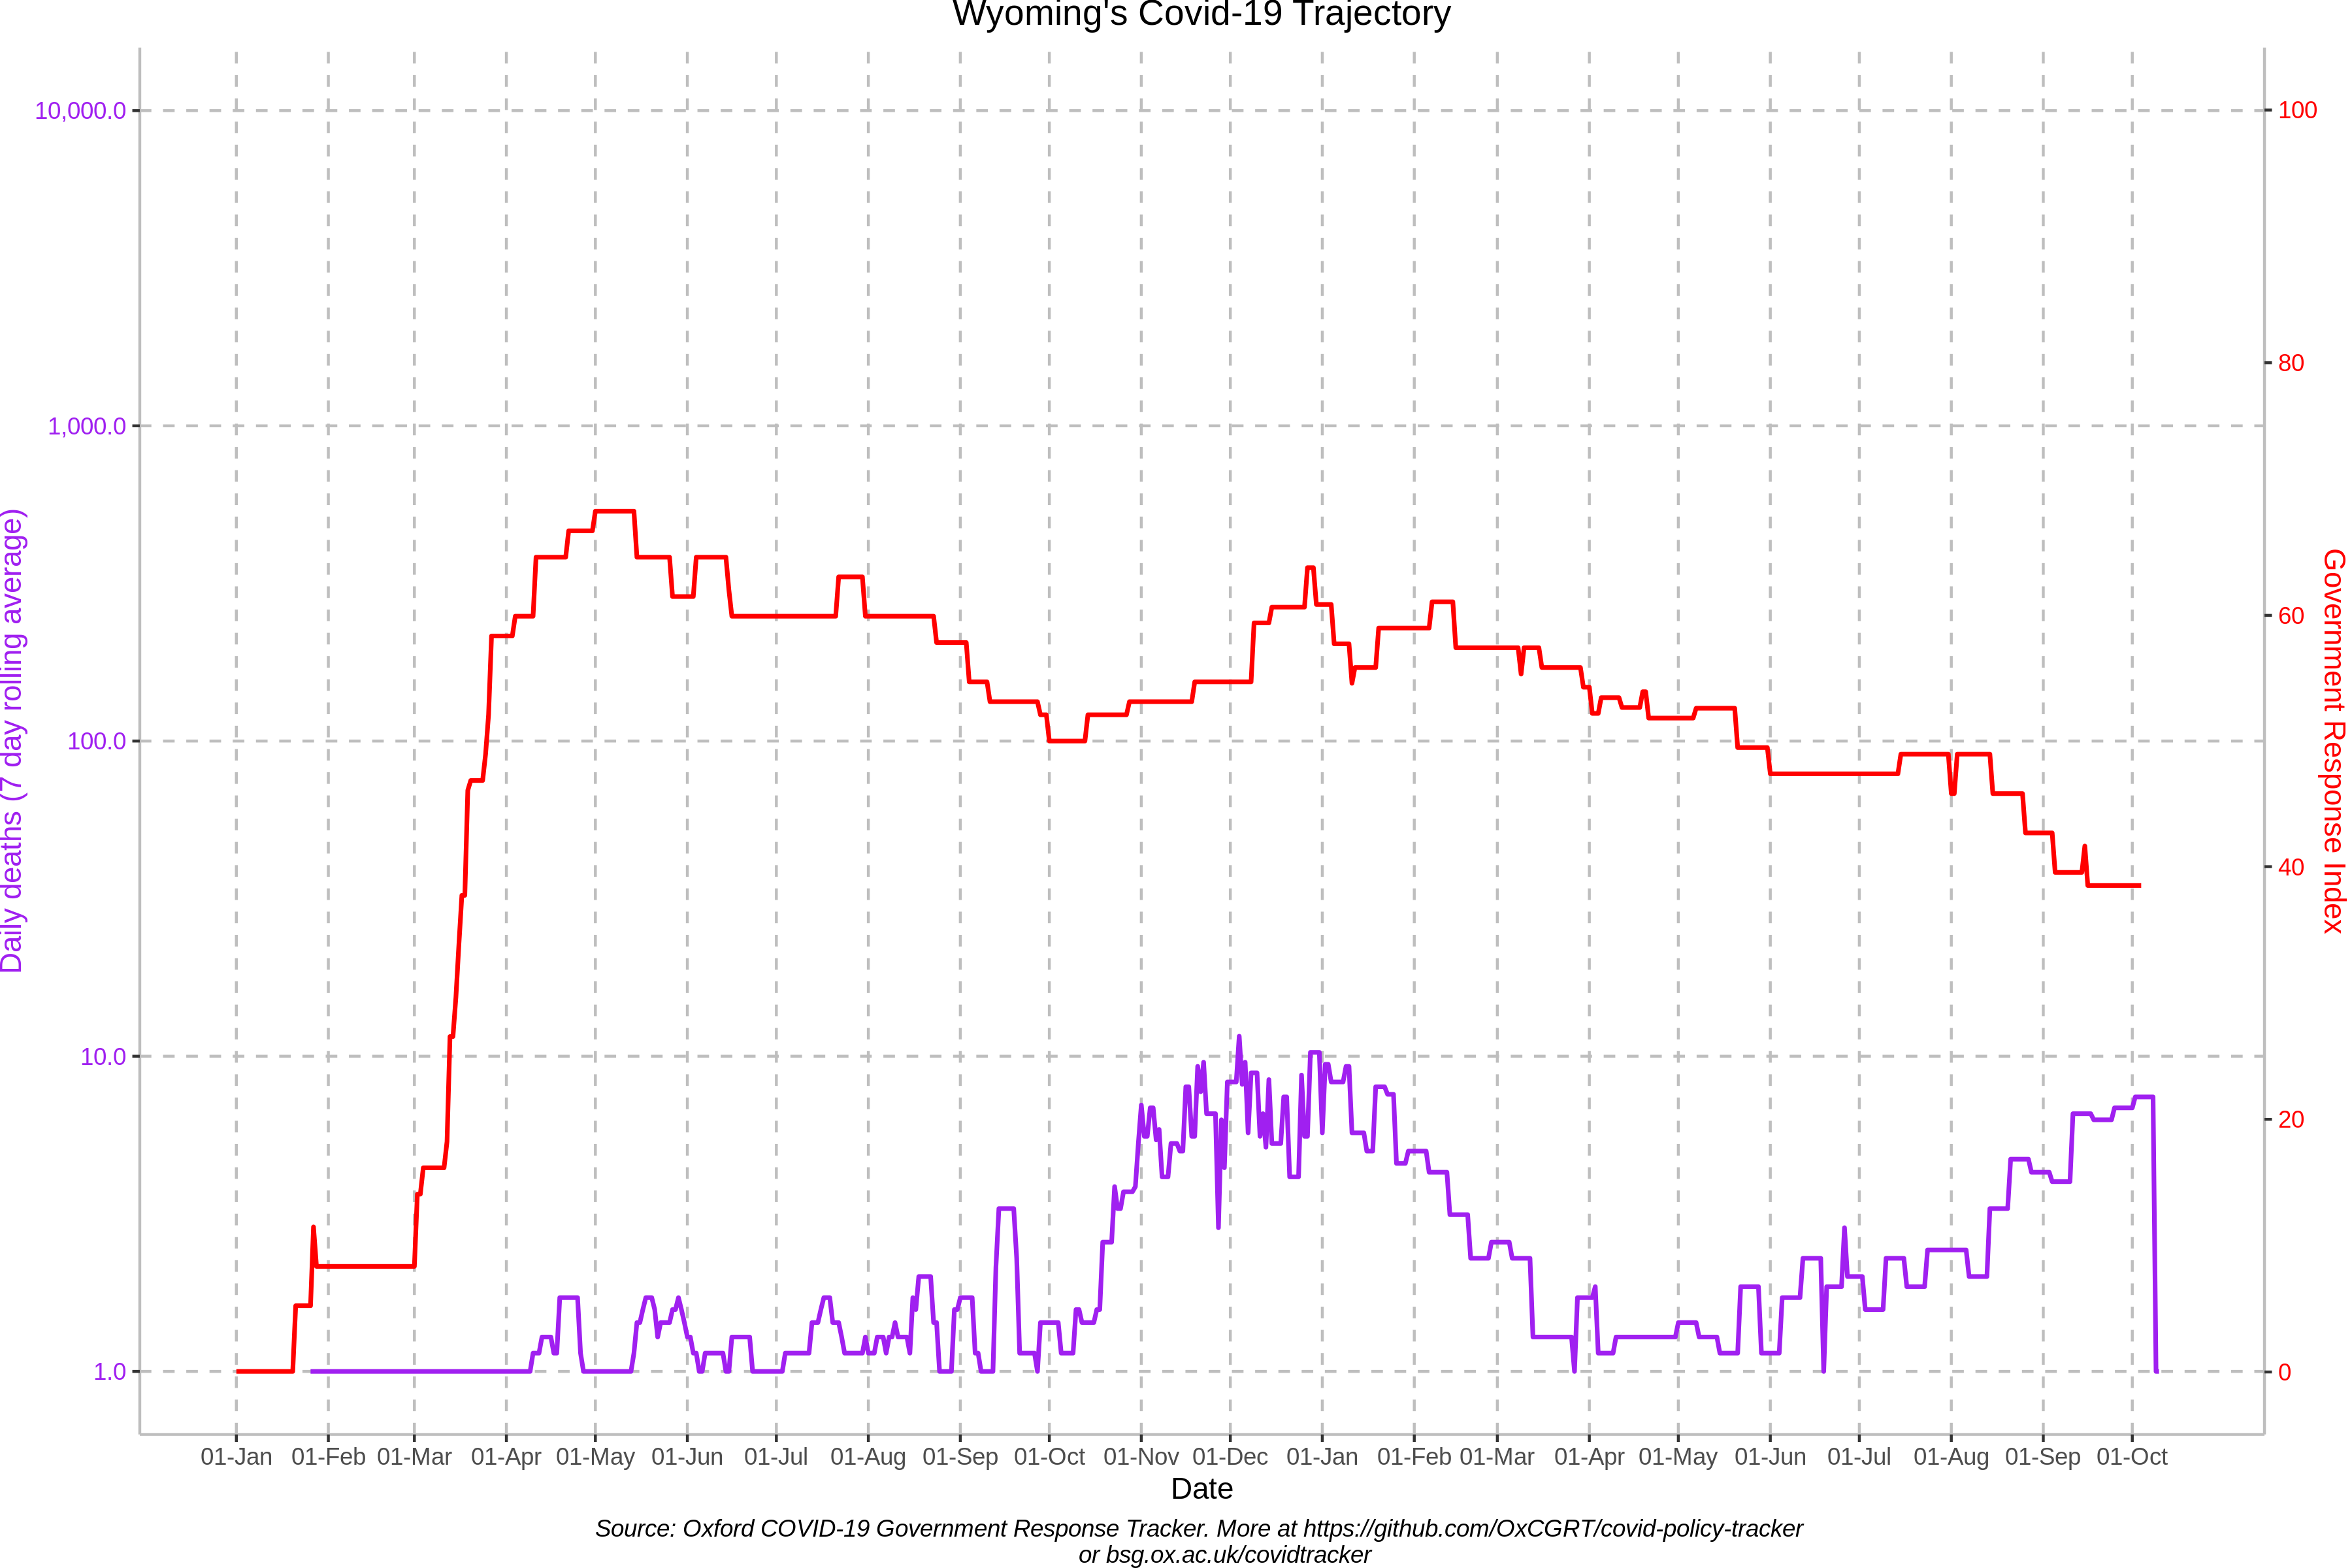 Wyoming's Covid-19 Trajectory
10,000.0
1,000.0
100.0
10.0
1.0
Daily deaths (7 day rolling average)
100
80
60
40
20
0
Government Response Index
01-Jan 01-Feb 01-Mar 01-Apr 01-May 01-Jun 01-Jul 01-Aug 01-Sep 01-Oct 01-Nov 01-Dec 01-Jan 01-Feb 01-Mar 01-Apr 01-May 01-Jun 01-Jul 01-Aug 01-Sep 01-Oct
Date
Source: Oxford COVID-19 Government Response Tracker. More at https://github.com/OxCGRT/covid-policy-tracker
or bsg.ox.ac.uk/covidtracker